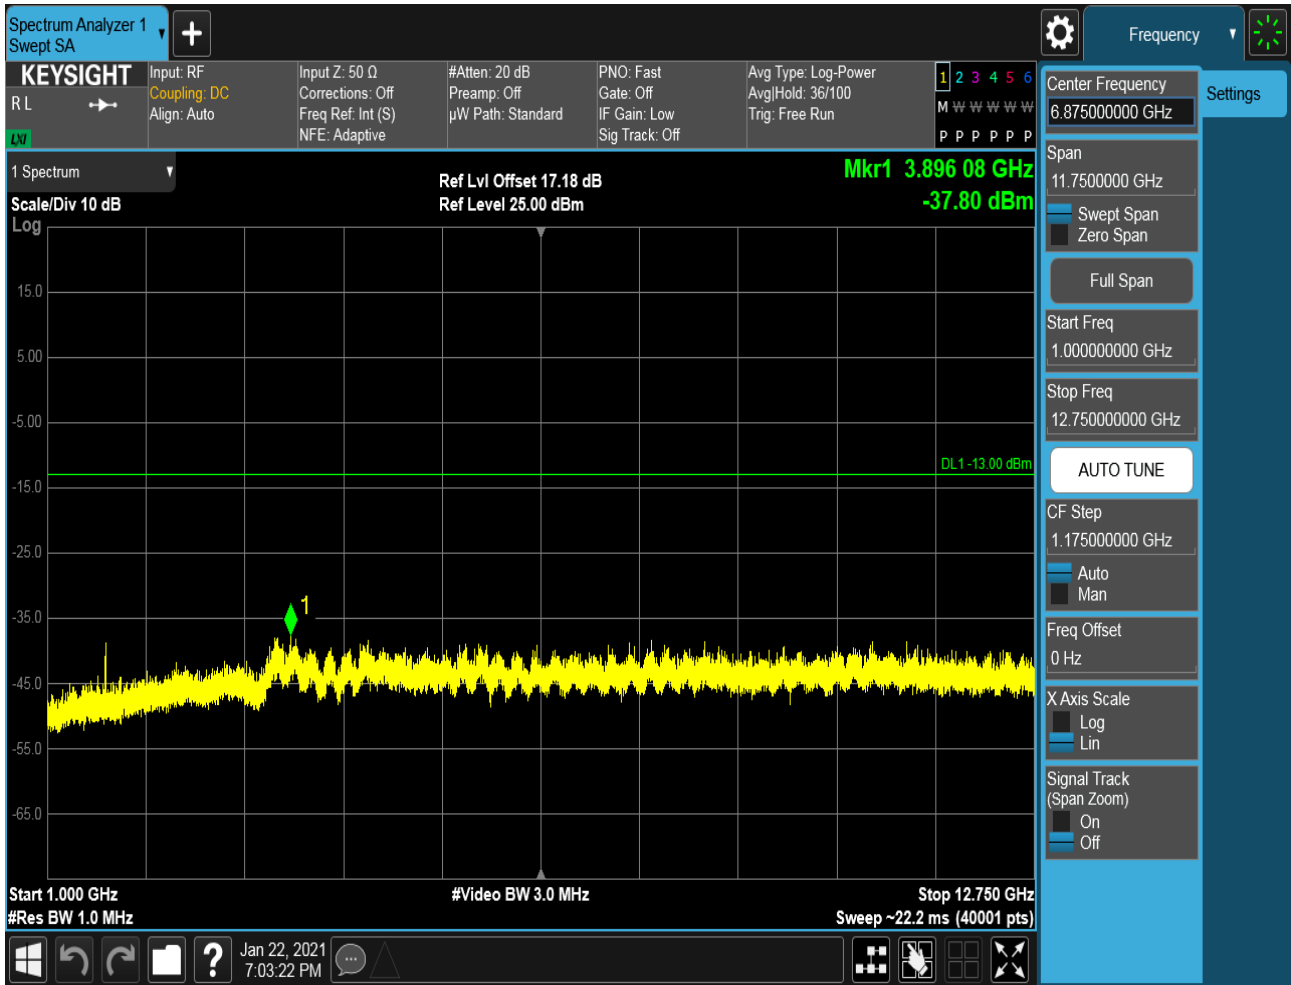 Spectrum Analyzer 1
Swept SA
Frequency
KEYSIGHT
R L
LXI
Input: RF
Coupling: DC
Align: Auto
Input Z: 50 Ω
Corrections: Off
Freq Ref: Int (S)
NFE: Adaptive
#Atten: 20 dB
Preamp: Off
µW Path: Standard
PNO: Fast
Gate: Off
IF Gain: Low
Sig Track: Off
Avg Type: Log-Power
Avg|Hold: 36/100
Trig: Free Run
1 2 3 4 5 6
M W W W W W
P P P P P P
1 Spectrum
Scale/Div 10 dB
Log
Ref Lvl Offset 17.18 dB
Ref Level 25.00 dBm
Mkr1 3.896 08 GHz
-37.80 dBm
15.0
5.00
-5.00
DL1 -13.00 dBm
-15.0
-25.0
1
-35.0
-45.0
-55.0
-65.0
Start 1.000 GHz
#Video BW 3.0 MHz
Stop 12.750 GHz
#Res BW 1.0 MHz
Sweep ~22.2 ms (40001 pts)
?
Jan 22, 2021
7:03:22 PM
Center Frequency
6.875000000 GHz
Settings
Span
11.7500000 GHz
Swept Span
Zero Span
Full Span
Start Freq
1.000000000 GHz
Stop Freq
12.750000000 GHz
AUTO TUNE
CF Step
1.175000000 GHz
Auto
Man
Freq Offset
0 Hz
X Axis Scale
Log
Lin
Signal Track
(Span Zoom)
On
Off